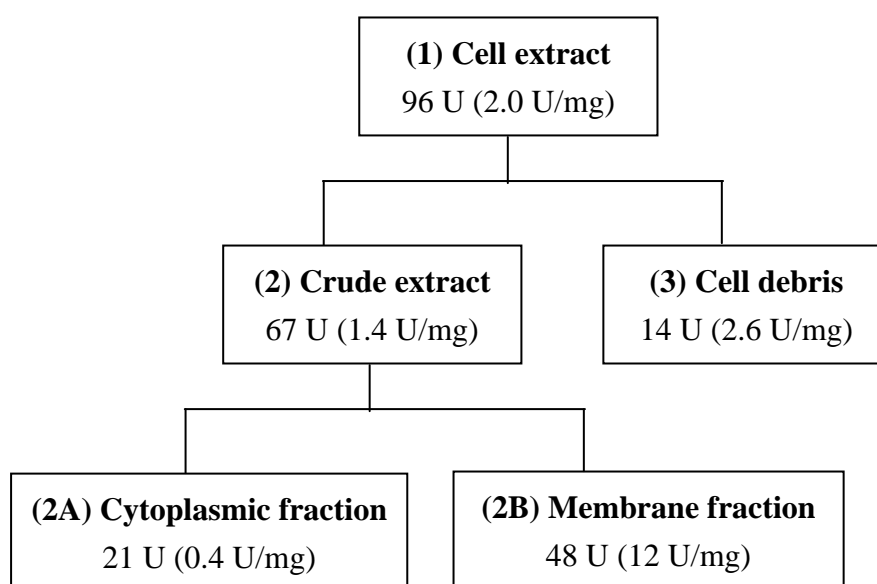 (1) Cell extract
96 U (2.0 U/mg)
(2) Crude extract
67 U (1.4 U/mg)
(3) Cell debris
14 U (2.6 U/mg)
(2A) Cytoplasmic fraction
21 U (0.4 U/mg)
(2B) Membrane fraction
48 U (12 U/mg)